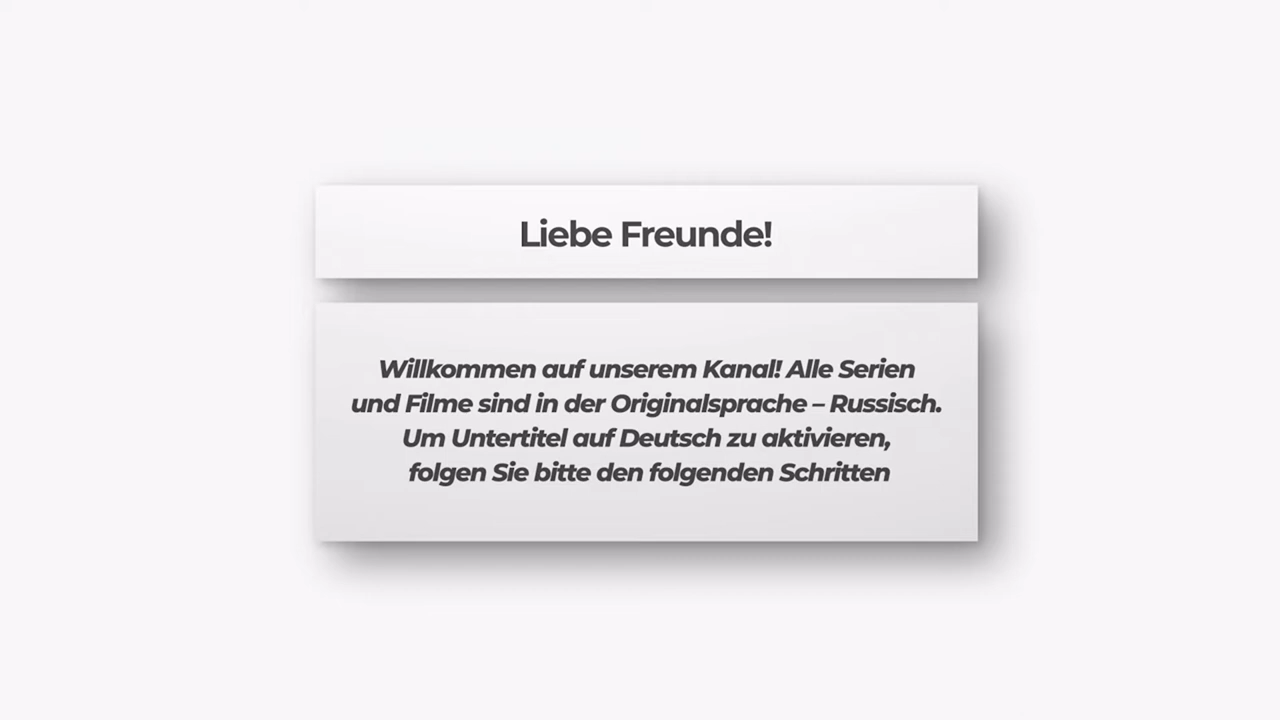 Liebe Freunde!
Willkommen auf unserem Kanal! Alle Serien
und Filme sind in der Originalsprache – Russisch.
Um Untertitel auf Deutsch zu aktivieren,
folgen Sie bitte den folgenden Schritten